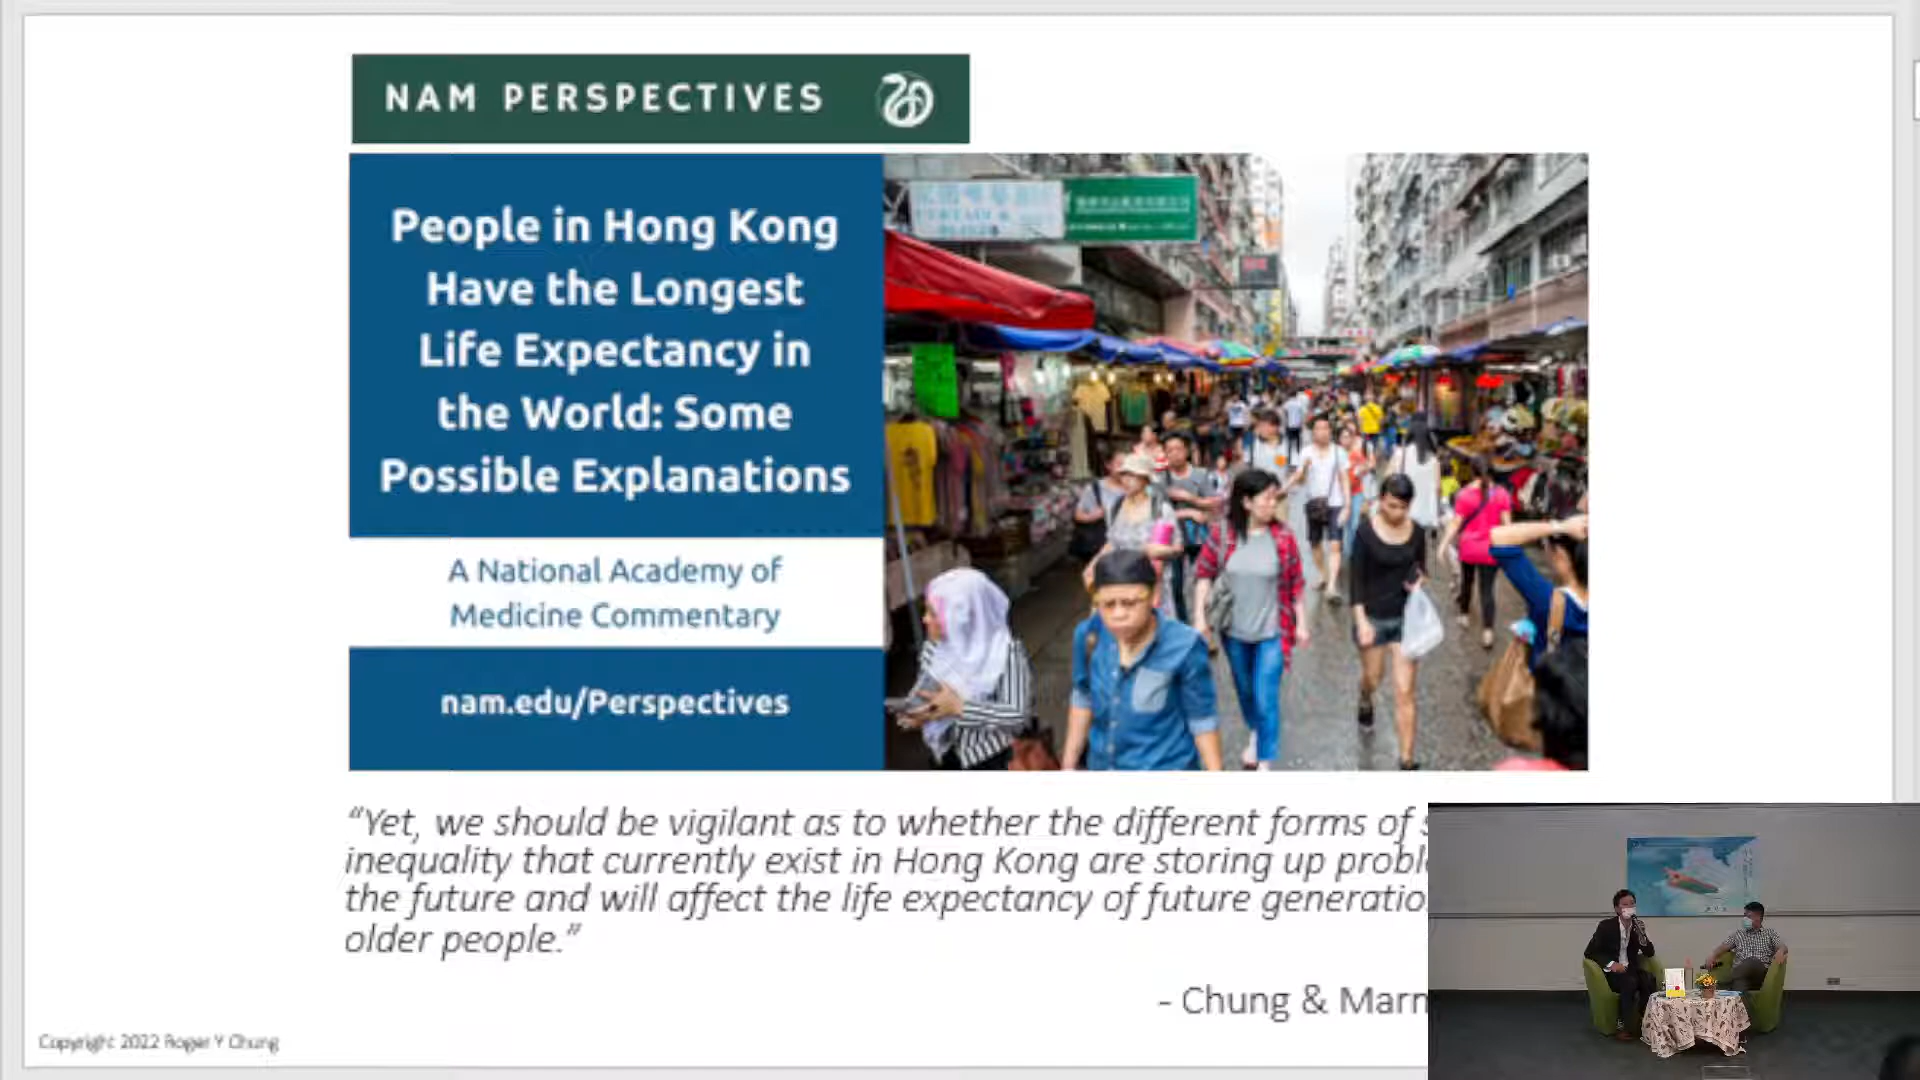 NAM PERSPECTIVES
People in Hong Kong
Have the Longest
Life Expectancy in
the World: Some
Possible Explanations
A National Academy of
Medicine Commentary
nam.edu/Perspectives
“Yet, we should be vigilant as to whether the different forms of
inequality that currently exist in Hong Kong are storing up
the future and will affect the life expectancy of future
older people.”
- Chung &
Copyright 2022 Roger Y Chung